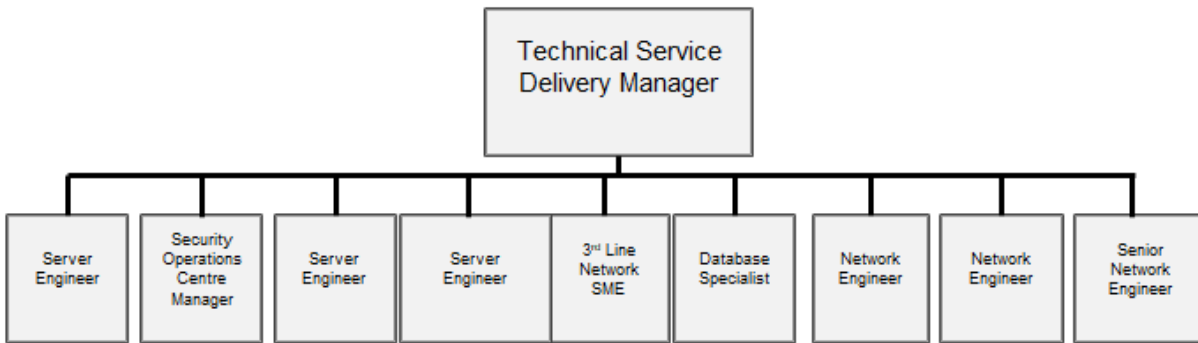 Technical Service
Delivery Manager
Server
Engineer
Security
Operations
Centre
Manager
Server
Engineer
Server
Engineer
3rd Line
Network
SME
Database
Specialist
Network
Engineer
Network
Engineer
Senior
Network
Engineer